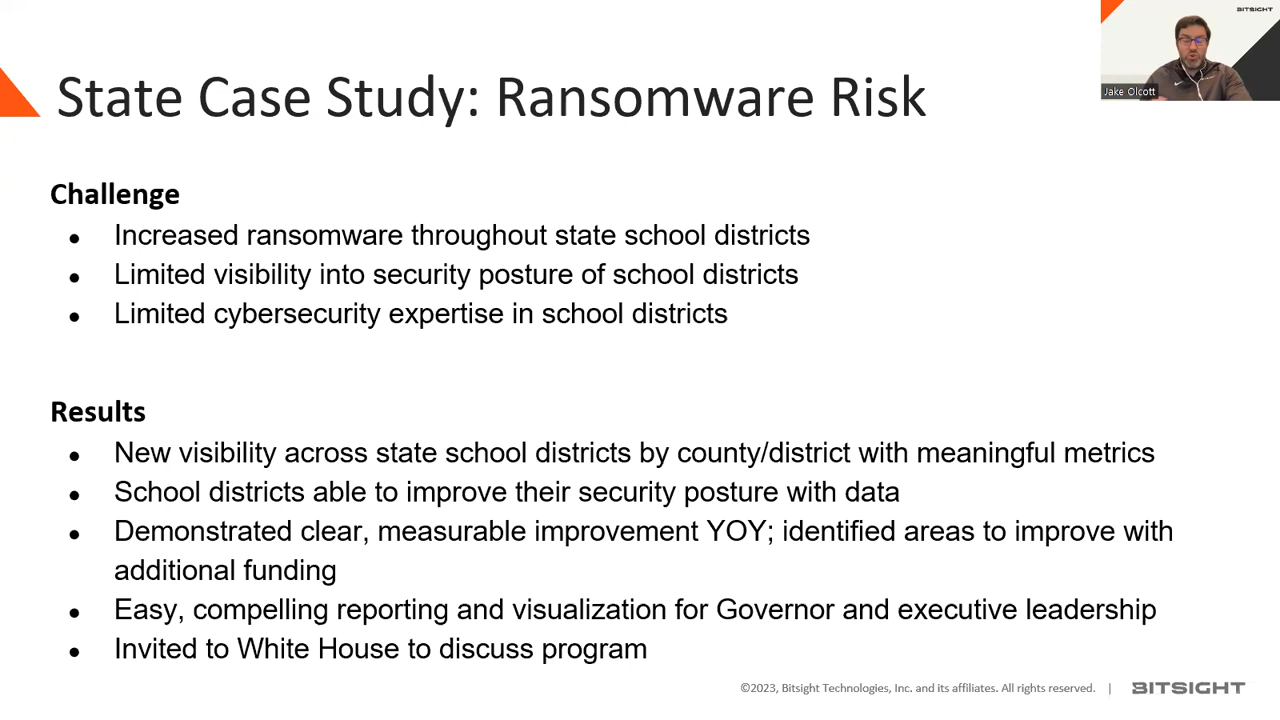 BITSIGHT
Jake Olcott
State Case Study: Ransomware Risk
Challenge
● Increased ransomware throughout state school districts
● Limited visibility into security posture of school districts
● Limited cybersecurity expertise in school districts
Results
● New visibility across state school districts by county/district with meaningful metrics
● School districts able to improve their security posture with data
● Demonstrated clear, measurable improvement YOY; identified areas to improve with
additional funding
● Easy, compelling reporting and visualization for Governor and executive leadership
● Invited to White House to discuss program
©2023, Bitsight Technologies, Inc. and its affiliates. All rights reserved. | BITSIGHT